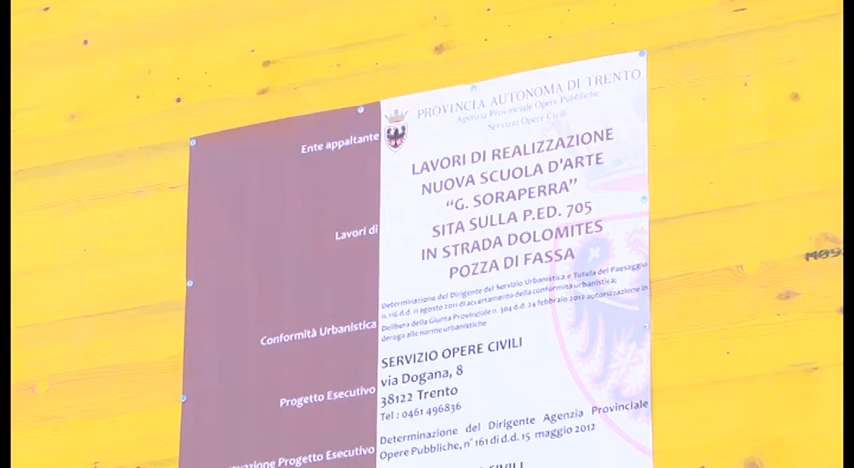 Ente appaltante
PROVINCIA AUTONOMA DI TRENTO
Agenzia Provinciale Opere Pubbliche
Servizio Opere Civili
Lavori di
LAVORI DI REALIZZAZIONE
NUOVA SCUOLA D'ARTE
“G. SORAPERRA”
SITA SULLA P.ED. 705
IN STRADA DOLOMITES
POZZA DI FASSA
Conformità Urbanistica
Determinazione del Dirigente del Servizio Urbanistica e Tutela del Paesaggio
n. 116 d.d. 11 agosto 2011 di accertamento della conformità urbanistica;
Delibera della Giunta Provinciale n. 304 d.d. 24 febbraio 2012 autorizzazione in
deroga alle norme urbanistiche
Progetto Esecutivo
SERVIZIO OPERE CIVILI
via Dogana, 8
38122 Trento
Tel : 0461 496836
Progetto Esecutivo
Determinazione del Dirigente Agenzia Provinciale
Opere Pubbliche, n° 161 di d.d. 15 maggio 2012